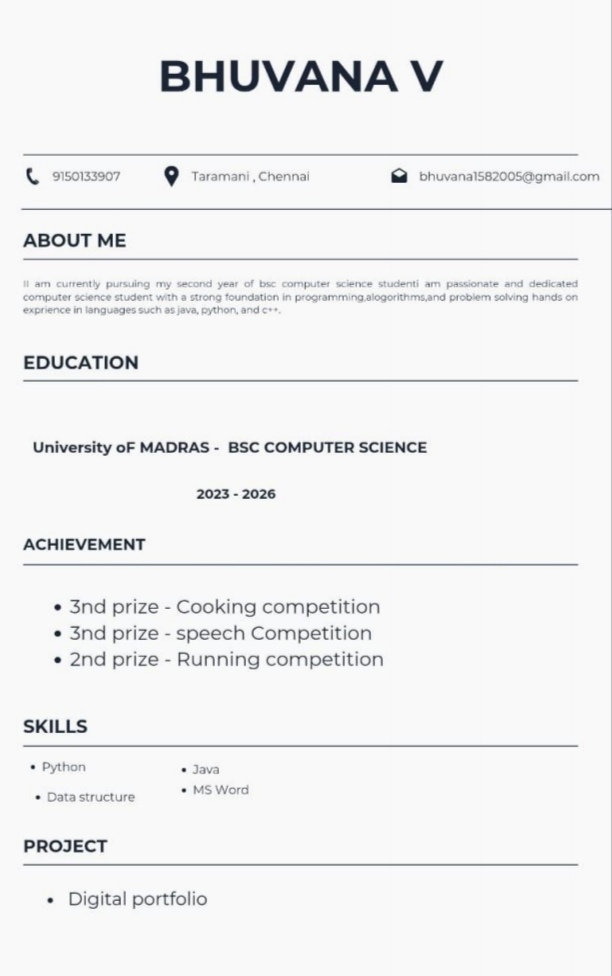 BHUVANA V
9150133907 Taramani , Chennai bhuvana1582005@gmail.com
ABOUT ME
II am currently pursuing my second year of bsc computer science studenti am passionate and dedicated
computer science student with a strong foundation in programming,alogorithms,and problem solving hands on
exprience in languages such as java, python, and c++.
EDUCATION
University oF MADRAS - BSC COMPUTER SCIENCE
2023 - 2026
ACHIEVEMENT
• 3nd prize - Cooking competition
• 3nd prize - speech Competition
• 2nd prize - Running competition
SKILLS
• Python
• Data structure
• Java
• MS Word
PROJECT
• Digital portfolio